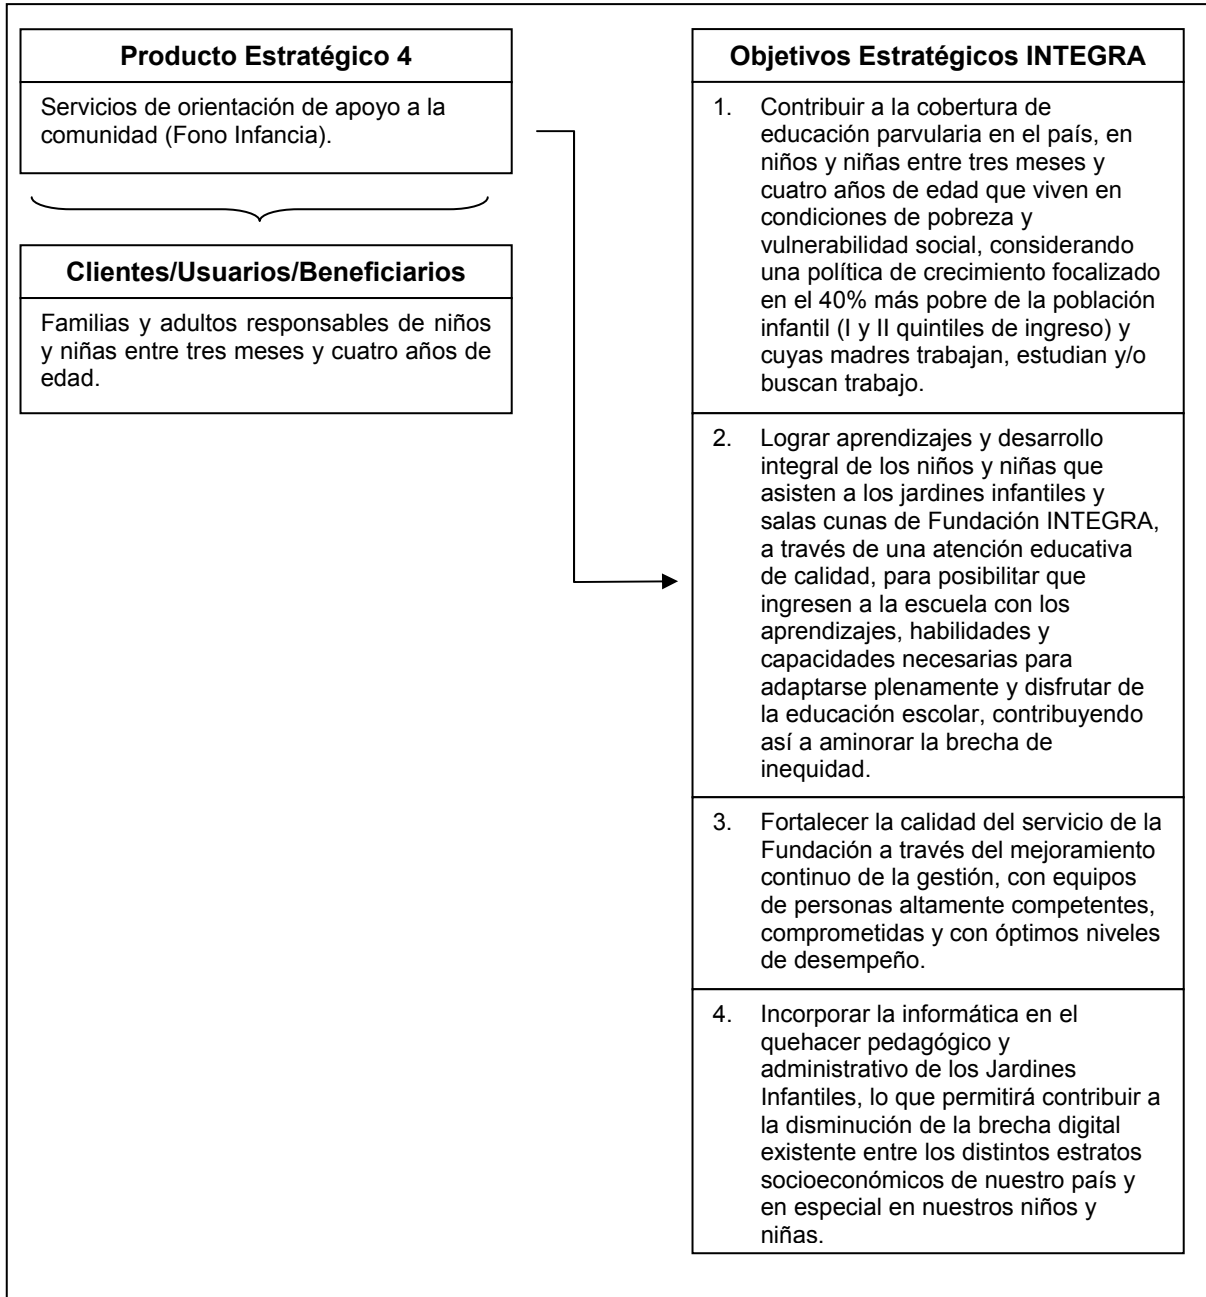 Producto Estratégico 4
Servicios de orientación de apoyo a la
comunidad (Fono Infancia).
Clientes/Usuarios/Beneficiarios
Familias y adultos responsables de niños
y niñas entre tres meses y cuatro años de
edad.
Objetivos Estratégicos INTEGRA
1. Contribuir a la cobertura de
educación parvularia en el país, en
niños y niñas entre tres meses y
cuatro años de edad que viven en
condiciones de pobreza y
vulnerabilidad social, considerando
una política de crecimiento focalizado
en el 40% más pobre de la población
infantil (I y II quintiles de ingreso) y
cuyas madres trabajan, estudian y/o
buscan trabajo.
2. Lograr aprendizajes y desarrollo
integral de los niños y niñas que
asisten a los jardines infantiles y
salas cunas de Fundación INTEGRA,
a través de una atención educativa
de calidad, para posibilitar que
ingresen a la escuela con los
aprendizajes, habilidades y
capacidades necesarias para
adaptarse plenamente y disfrutar de
la educación escolar, contribuyendo
así a aminorar la brecha de
inequidad.
3. Fortalecer la calidad del servicio de la
Fundación a través del mejoramiento
continuo de la gestión, con equipos
de personas altamente competentes,
comprometidas y con óptimos niveles
de desempeño.
4. Incorporar la informática en el
quehacer pedagógico y
administrativo de los Jardines
Infantiles, lo que permitirá contribuir a
la disminución de la brecha digital
existente entre los distintos estratos
socioeconómicos de nuestro país y
en especial en nuestros niños y
niñas.